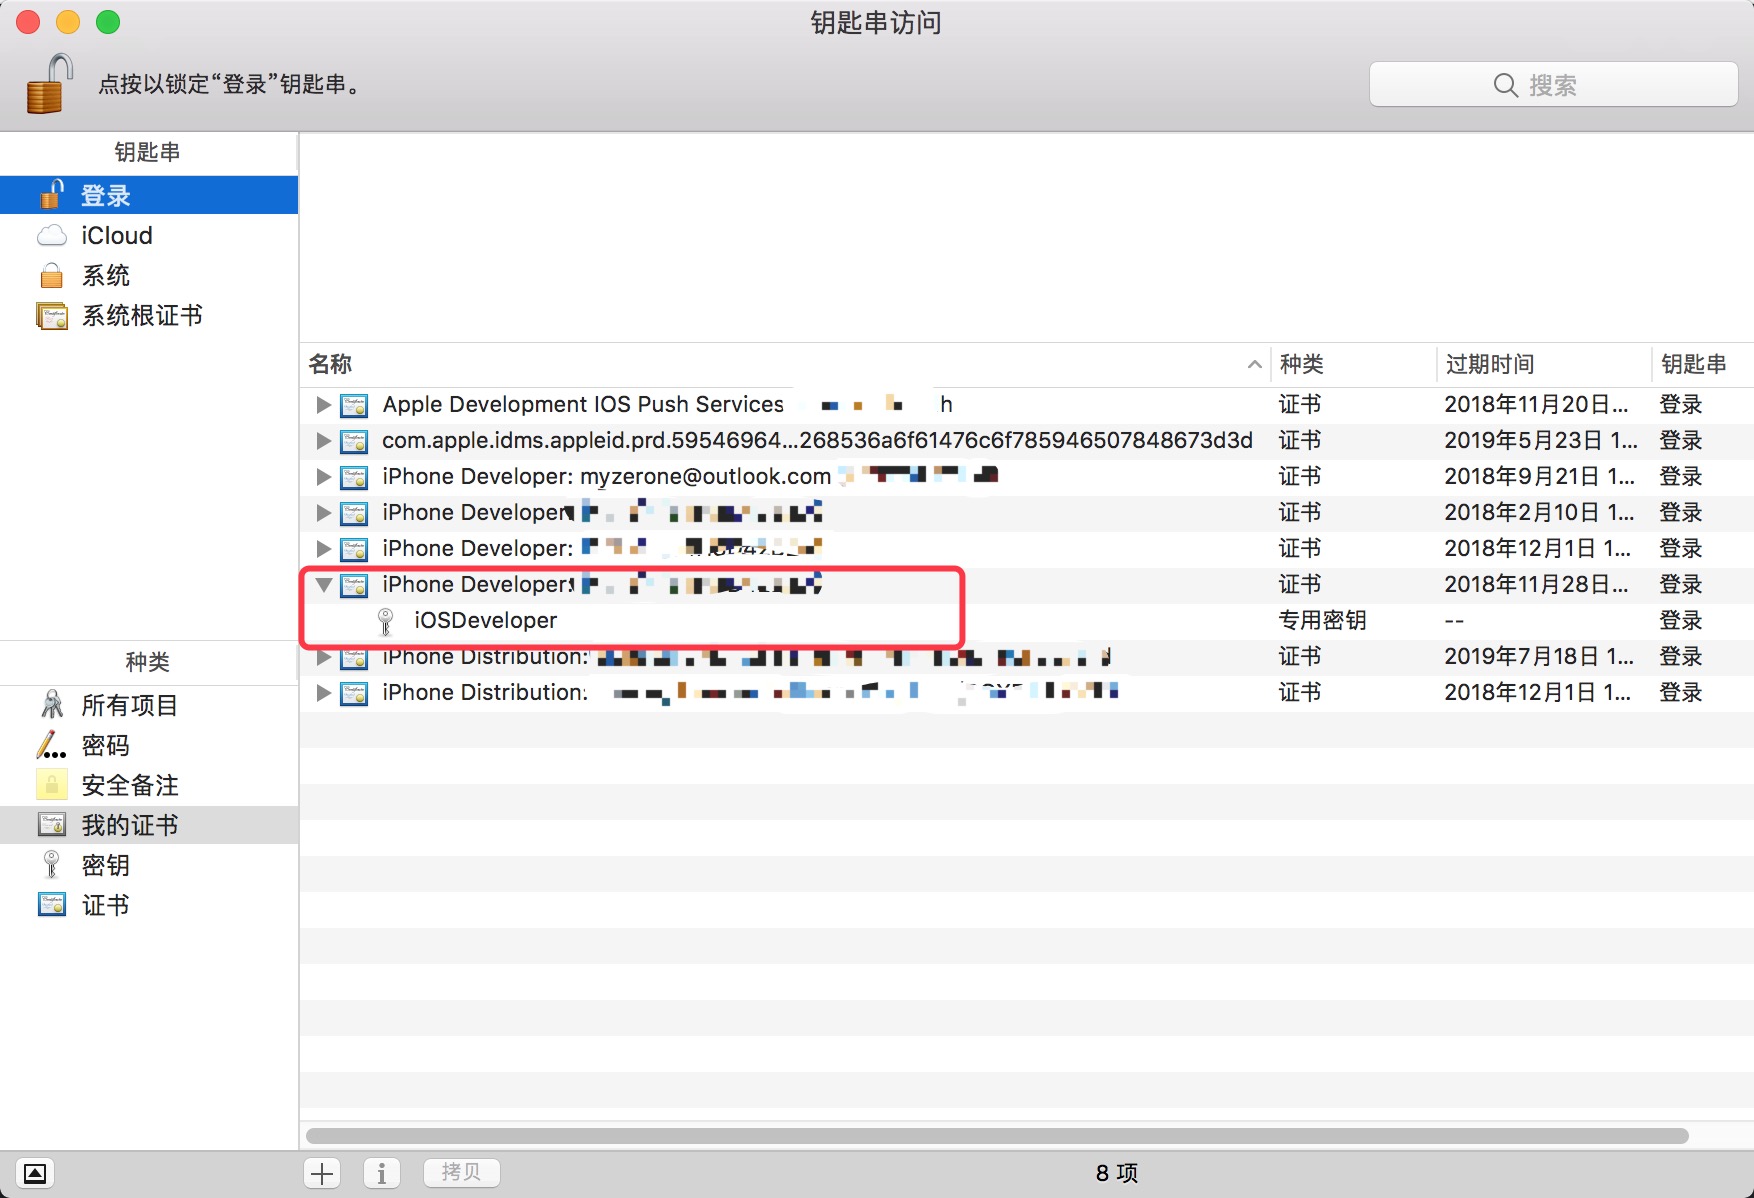 钥匙串访问
点按以锁定“登录”钥匙串。
搜索
钥匙串
登录
iCloud
系统
系统根证书
名称 种类 过期时间 钥匙串
Apple Development IOS Push Services h 证书 2018年11月20日... 登录
com.apple.idms.appleid.prd.59546964...268536a6f61476c6f785946507848673d3d 证书 2019年5月23日 1... 登录
iPhone Developer: myzerone@outlook.com 证书 2018年9月21日 1... 登录
iPhone Developer 证书 2018年2月10日 1... 登录
iPhone Developer: 证书 2018年12月1日 1... 登录
iPhone Developer: 证书 2018年11月28日... 登录
iOSDeveloper 专用密钥 -- 登录
iPhone Distribution: 证书 2019年7月18日 1... 登录
iPhone Distribution: 证书 2018年12月1日 1... 登录
种类
所有项目
密码
安全备注
我的证书
密钥
证书
拷贝
8 项